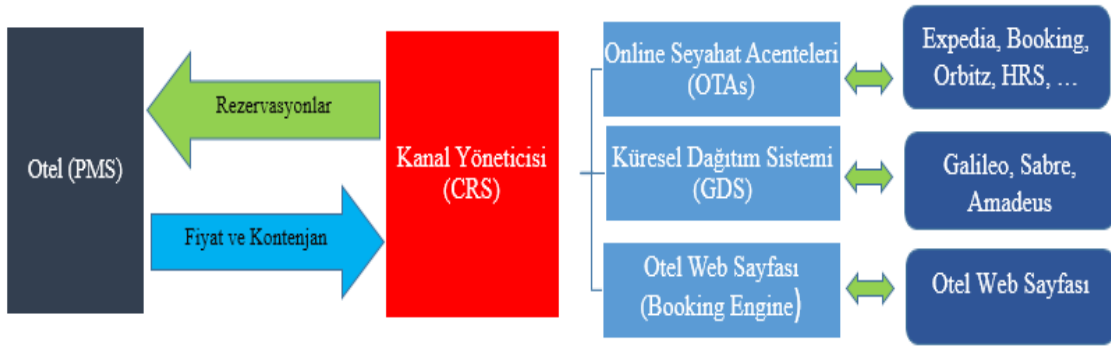 Otel (PMS)
Rezervasyonlar
Fiyat ve Kontenjan
Kanal Yöneticisi
(CRS)
Online Seyahat Acenteleri
(OTAs)
Küresel Dağıtım Sistemi
(GDS)
Otel Web Sayfası
(Booking Engine)
Expedia, Booking,
Orbitz, HRS, …
Galileo, Sabre,
Amadeus
Otel Web Sayfası